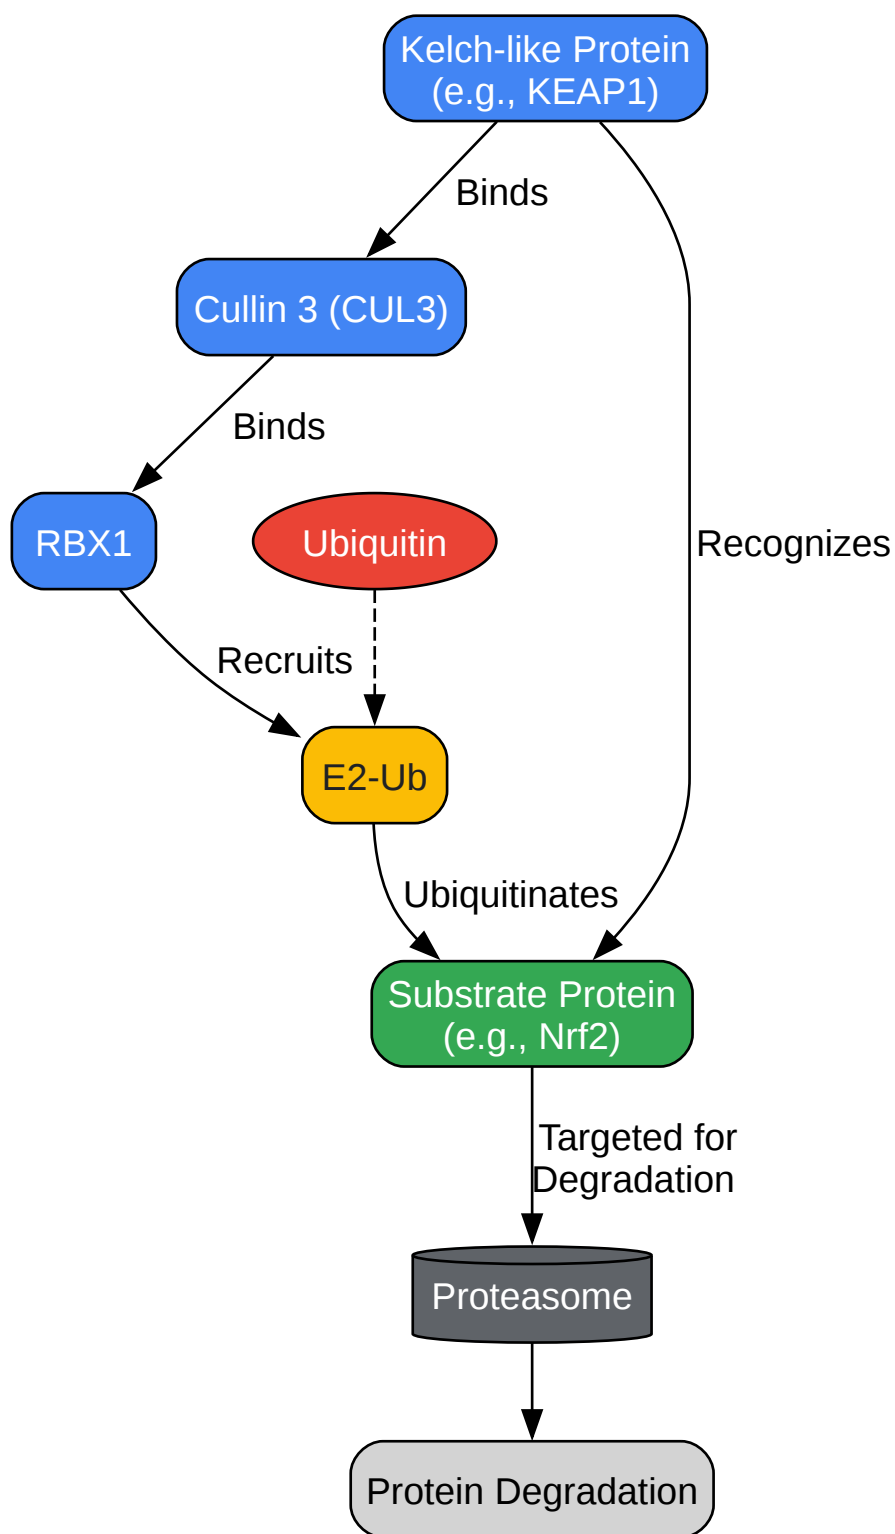 Kelch-like Protein
(e.g., KEAP1)
Binds
Cullin 3 (CUL3)
Binds
RBX1
Ubiquitin
Recognizes
Recruits
E2-Ub
Ubiquitinates
Substrate Protein
(e.g., Nrf2)
Targeted for
Degradation
Proteasome
Protein Degradation